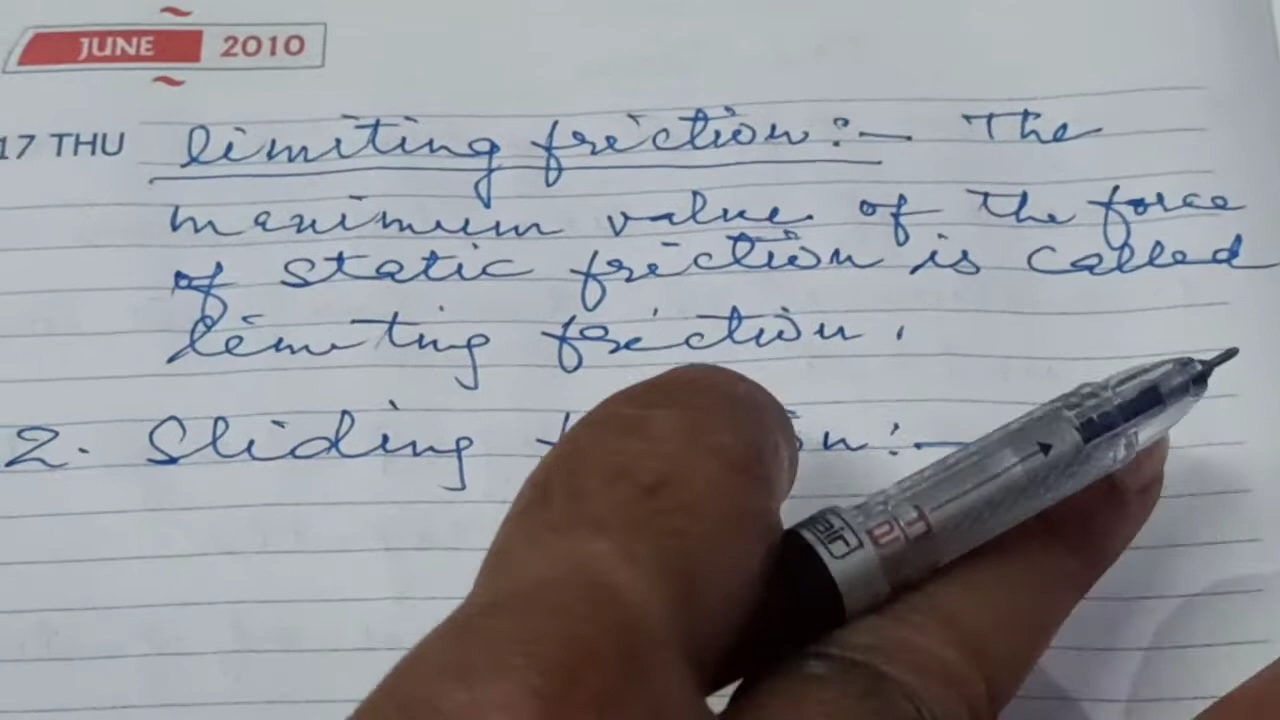 JUNE 2010
17 THU limiting friction:- The
maximum value of the force
of static friction is called
limiting friction.
2. Sliding :-
air